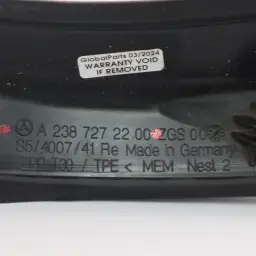 GlobalParts 03/2024
WARRANTY VOID
IF REMOVED
A 238 727 22 00 ZGS
S5/4007/41 Re Made in Germany
/ TPE < MEM Nest 2